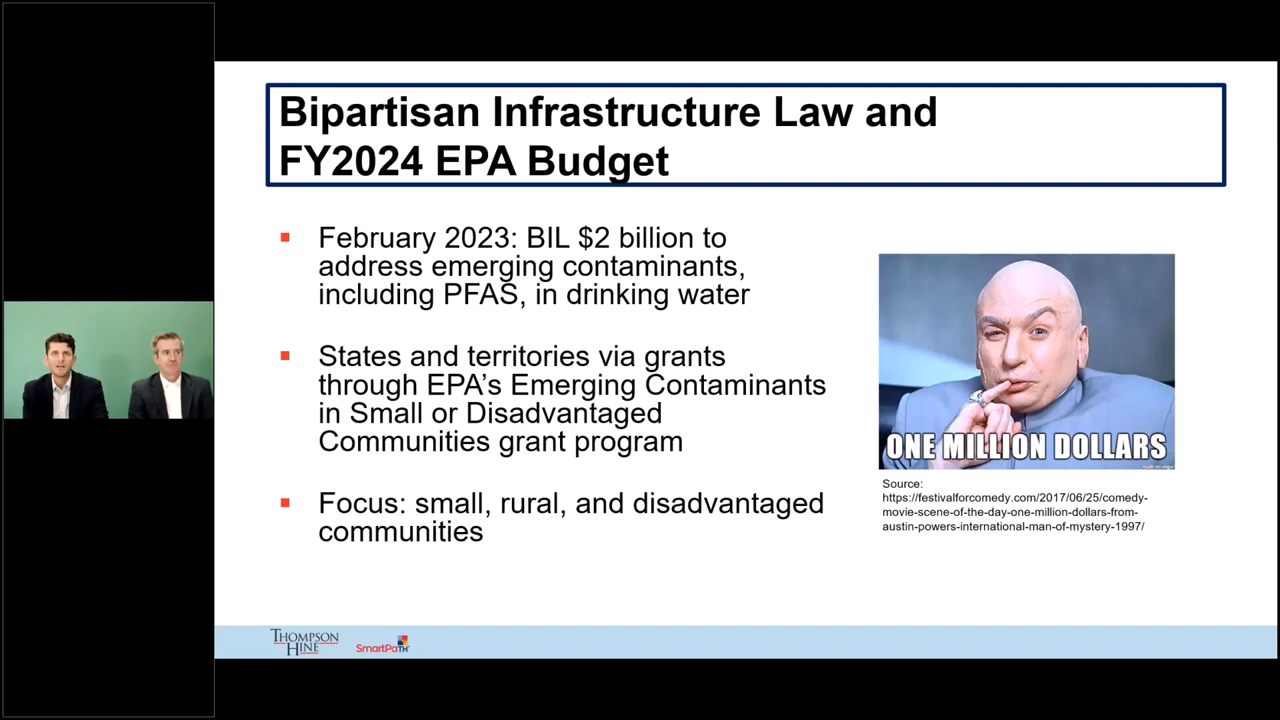 Bipartisan Infrastructure Law and
FY2024 EPA Budget
February 2023: BIL $2 billion to
address emerging contaminants,
including PFAS, in drinking water
States and territories via grants
through EPA’s Emerging Contaminants
in Small or Disadvantaged
Communities grant program
Focus: small, rural, and disadvantaged
communities
ONE MILLION DOLLARS
Source:
https://festivalforcomedy.com/2017/06/25/comedy-
movie-scene-of-the-day-one-million-dollars-from-
austin-powers-international-man-of-mystery-1997/
THOMPSON
HINE
SmartPaTH